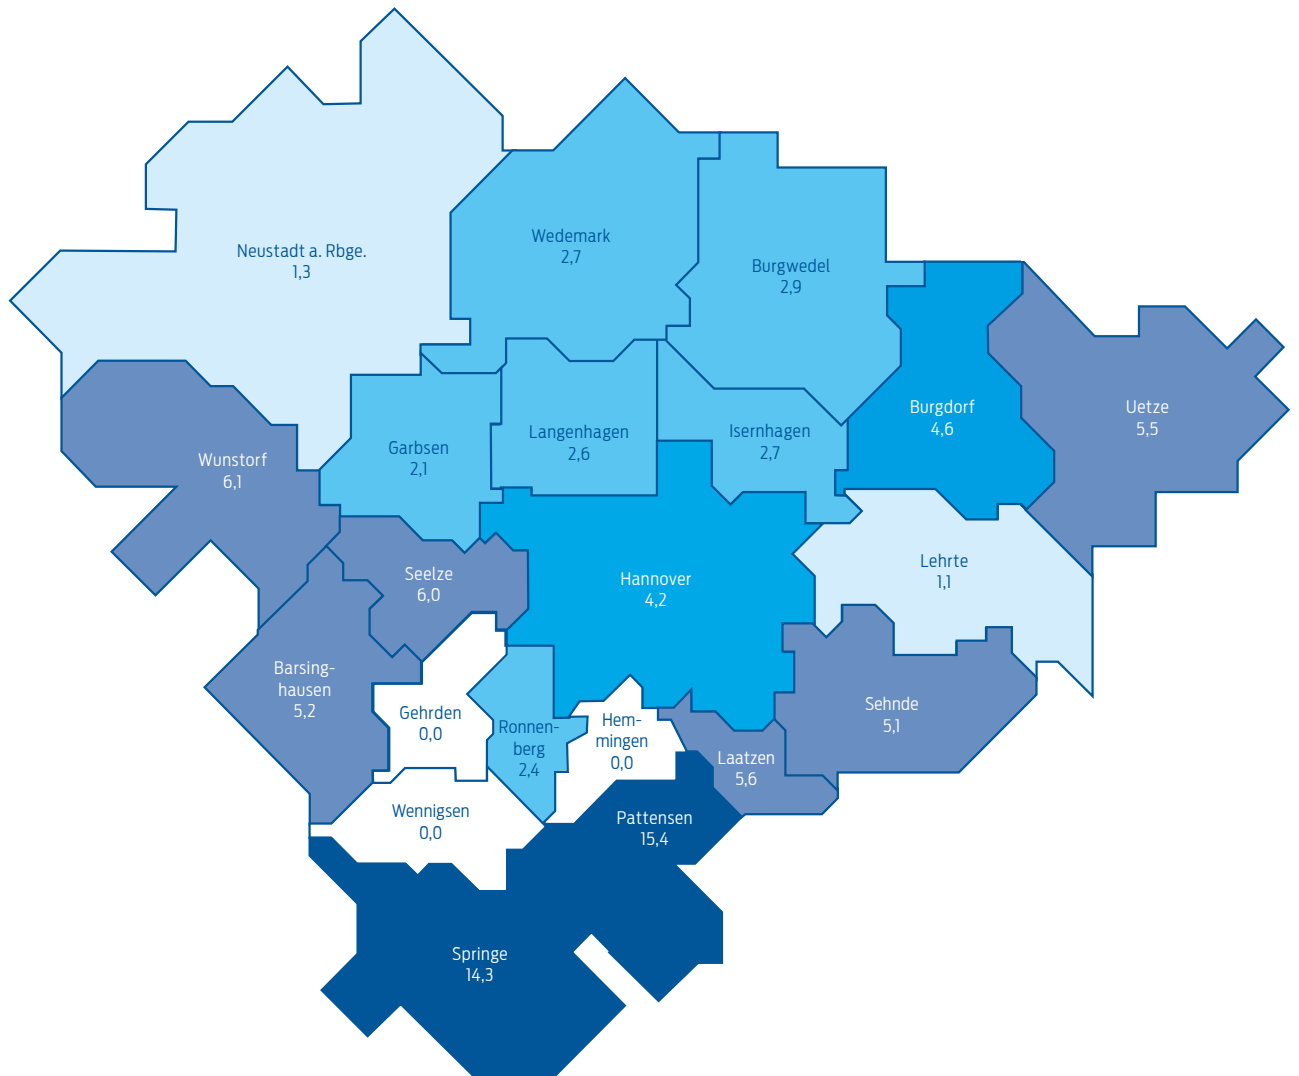 Neustadt a. Rbge.
1,3
Wedemark
2,7
Burgwedel
2,9
Burgdorf
4,6
Uetze
5,5
Wunstorf
6,1
Garbsen
2,1
Langenhagen
2,6
Isernhagen
2,7
Seelze
6,0
Hannover
4,2
Lehrte
1,1
Barsing-
hausen
5,2
Gehrden
0,0
Ronnen-
berg
2,4
Hem-
mingen
0,0
Laatzen
5,6
Sehnde
5,1
Wennigsen
0,0
Pattensen
15,4
Springe
14,3